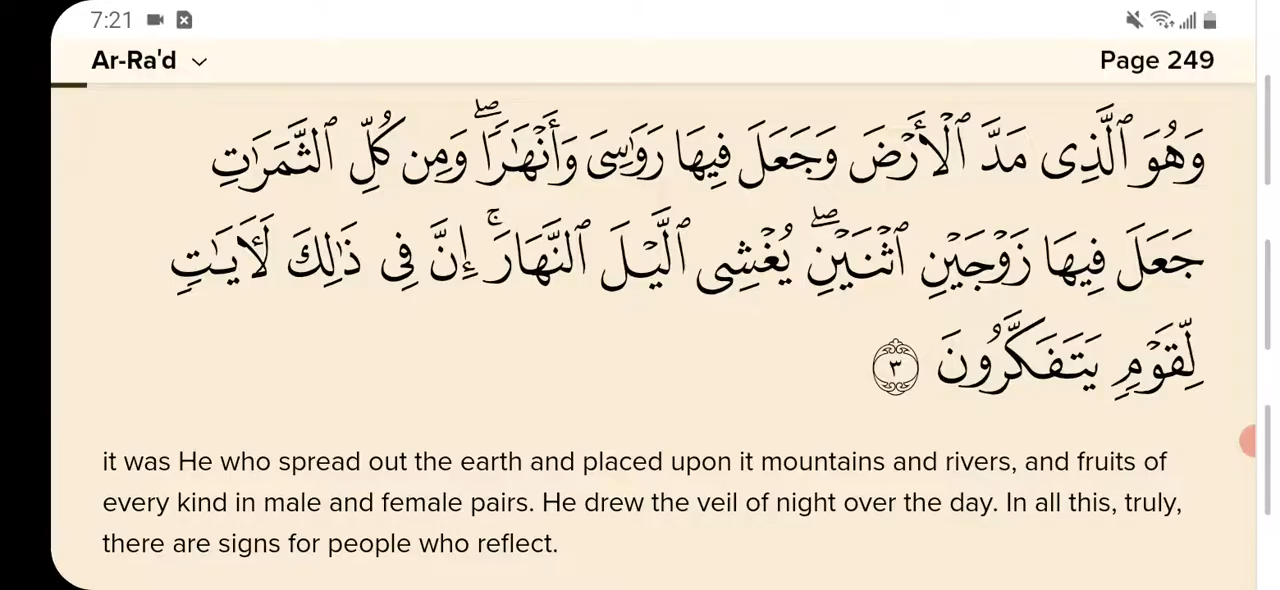 7:21
Ar-Ra'd
Page 249
وَهُوَ ٱلَّذِى مَدَّ ٱلْأَرْضَ وَجَعَلَ فِيهَا رَوَٰسِىَ وَأَنْهَٰرًا ۖ وَمِن كُلِّ ٱلثَّمَرَٰتِ
جَعَلَ فِيهَا زَوْجَيْنِ ٱثْنَيْنِ ۖ يُغْشِى ٱلَّيْلَ ٱلنَّهَارَ ۚ إِنَّ فِى ذَٰلِكَ لَـَٔايَـٰتٍ
لِّقَوْمٍ يَتَفَكَّرُونَ ٣
it was He who spread out the earth and placed upon it mountains and rivers, and fruits of
every kind in male and female pairs. He drew the veil of night over the day. In all this, truly,
there are signs for people who reflect.